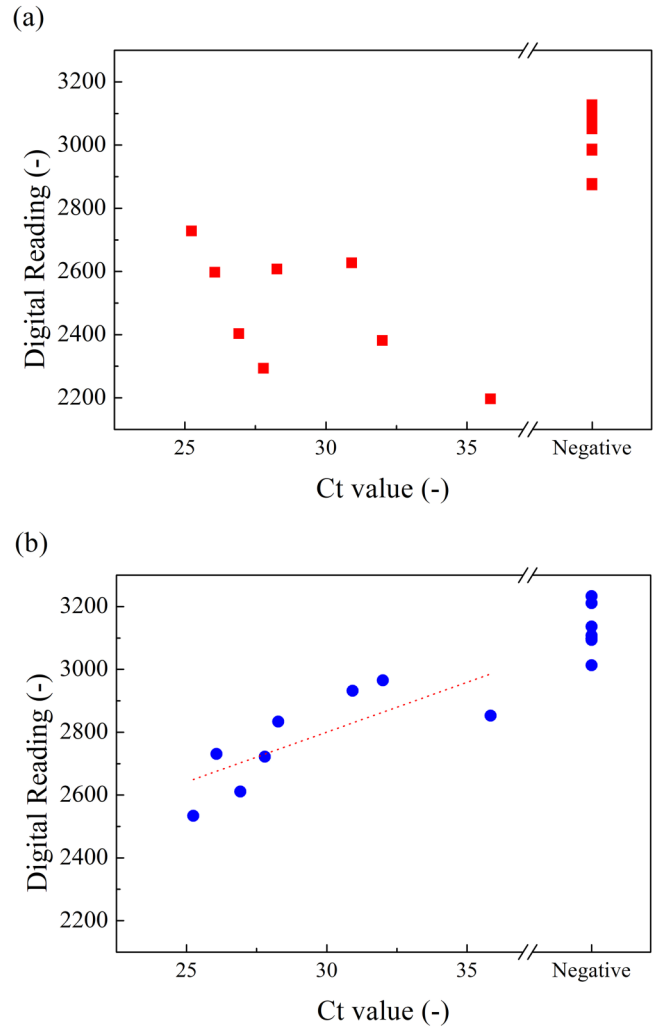 (a)
Digital Reading (-)
3200
3000
2800
2600
2400
2200
25
30
35
Negative
Ct value (-)
(b)
Digital Reading (-)
3200
3000
2800
2600
2400
2200
25
30
35
Negative
Ct value (-)